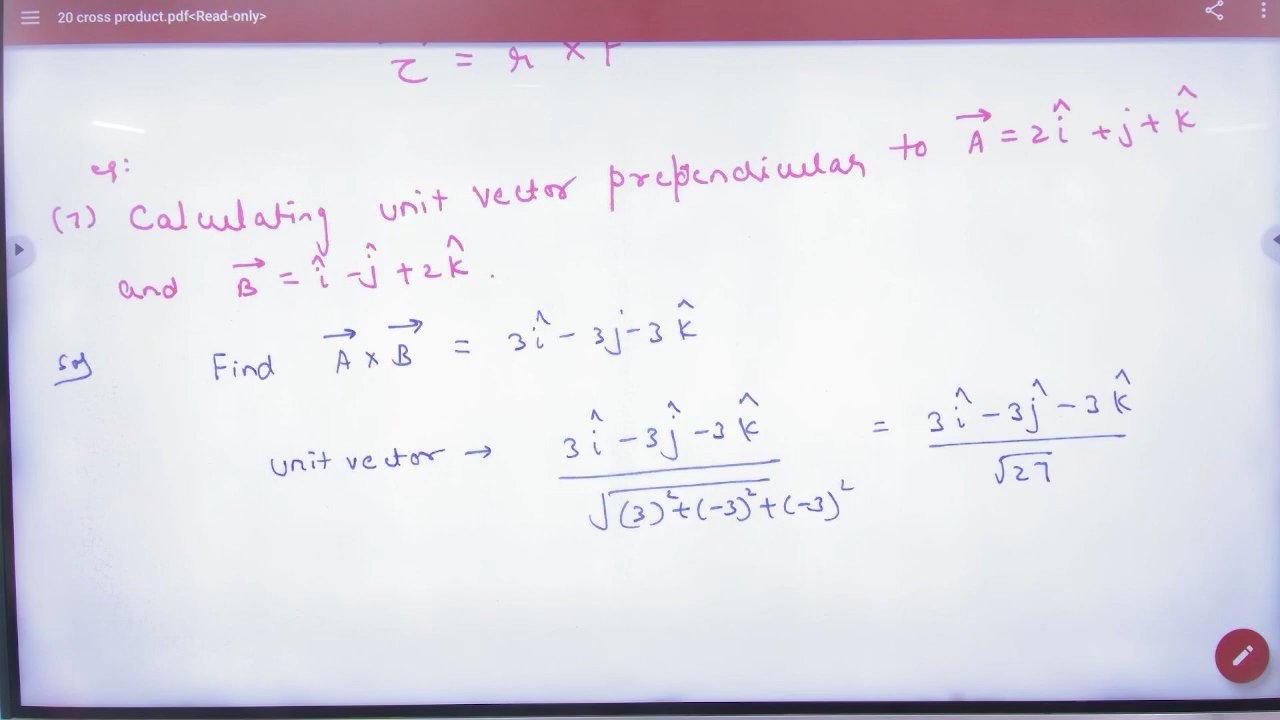 20 cross product.pdf<Read-only>
τ = r × F
eg:
(7) Calculating unit vector prependicular to A⃗ = 2î + j + k̂
and B⃗ = î - ĵ + 2k̂ .
Sol Find A⃗ × B⃗ = 3î - 3j - 3k̂
unit vector → (3î - 3ĵ - 3k̂) / √(3)² + (-3)² + (-3)² = (3î - 3ĵ - 3k̂) / √27